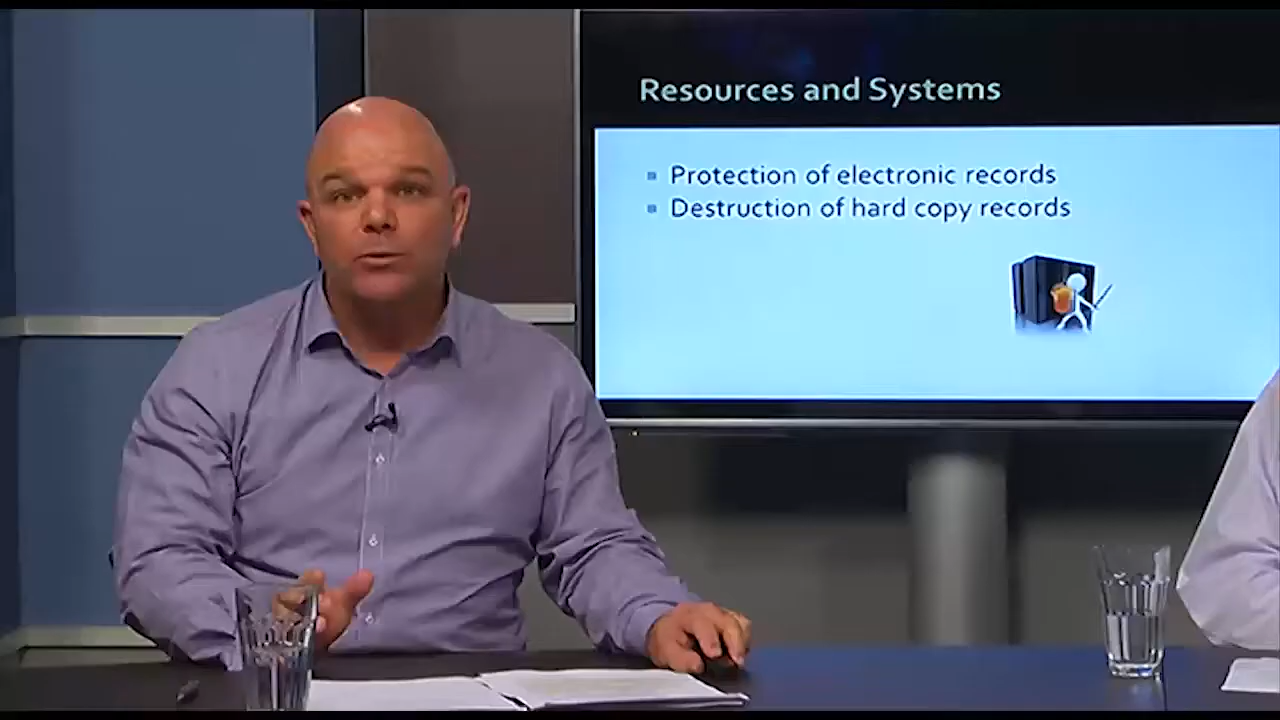 Resources and Systems
Protection of electronic records
Destruction of hard copy records